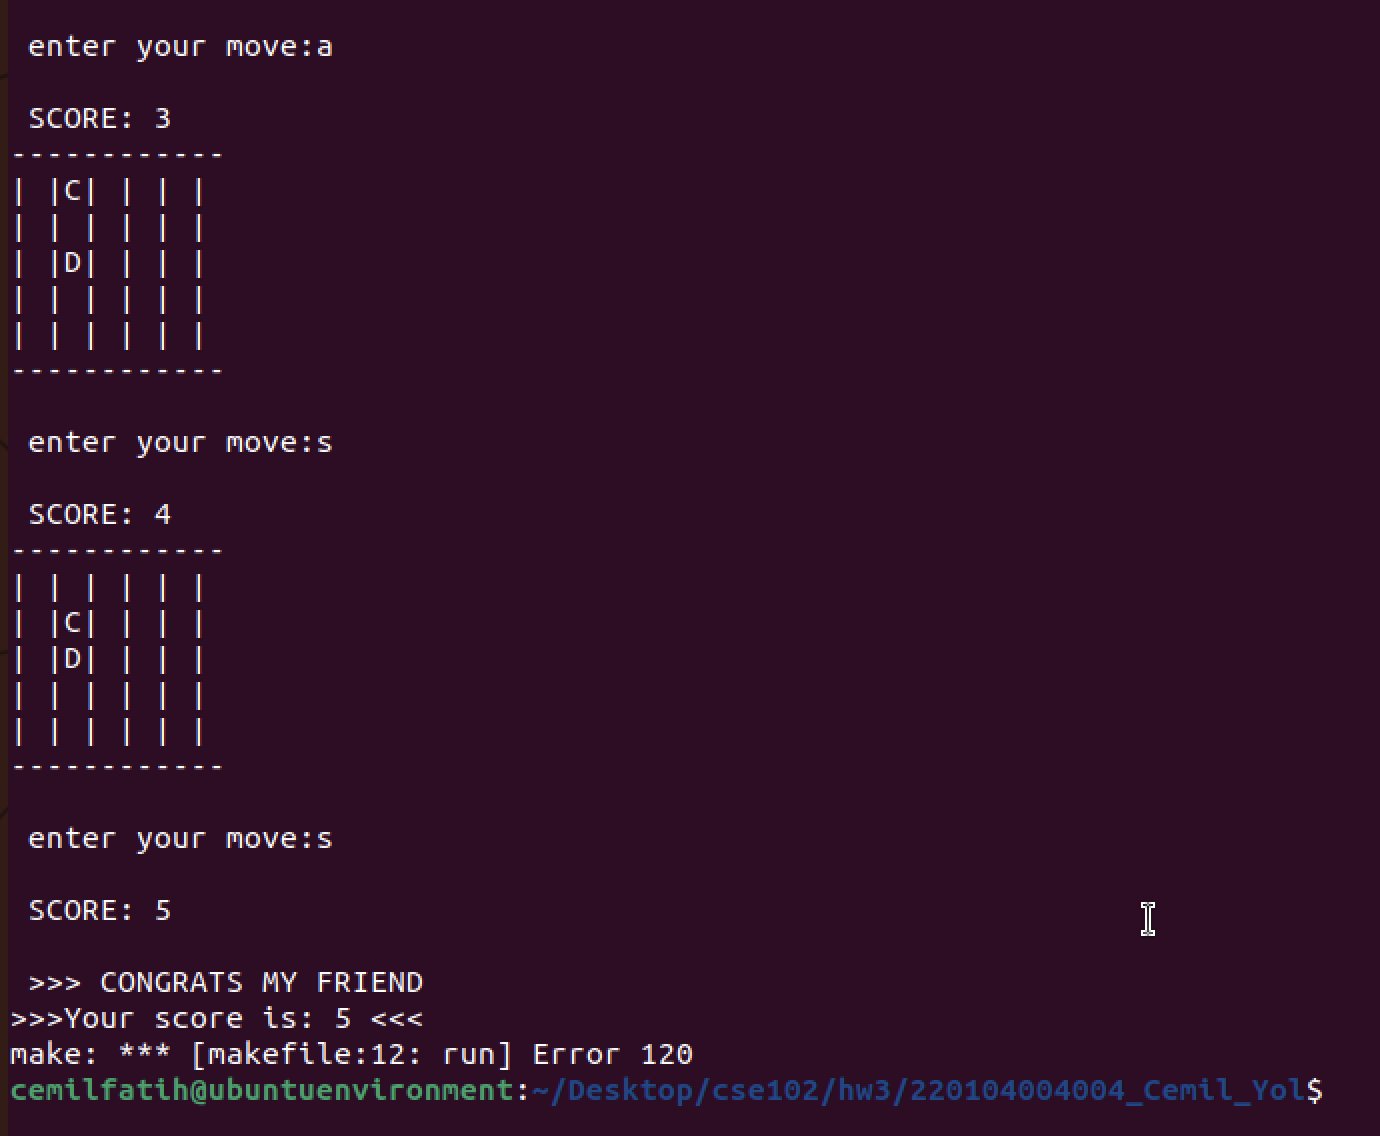 enter your move:a
SCORE: 3
------------
| |C| | | |
| | | | | |
| |D| | | |
| | | | | |
| | | | | |
------------
enter your move:s
SCORE: 4
------------
| | | | | |
| |C| | | |
| |D| | | |
| | | | | |
| | | | | |
------------
enter your move:s
SCORE: 5
>>> CONGRATS MY FRIEND
>>>Your score is: 5 <<<
make: *** [makefile:12: run] Error 120
cemilfatih@ubuntuenvironment:~/Desktop/cse102/hw3/220104004004_Cemil_Yol$